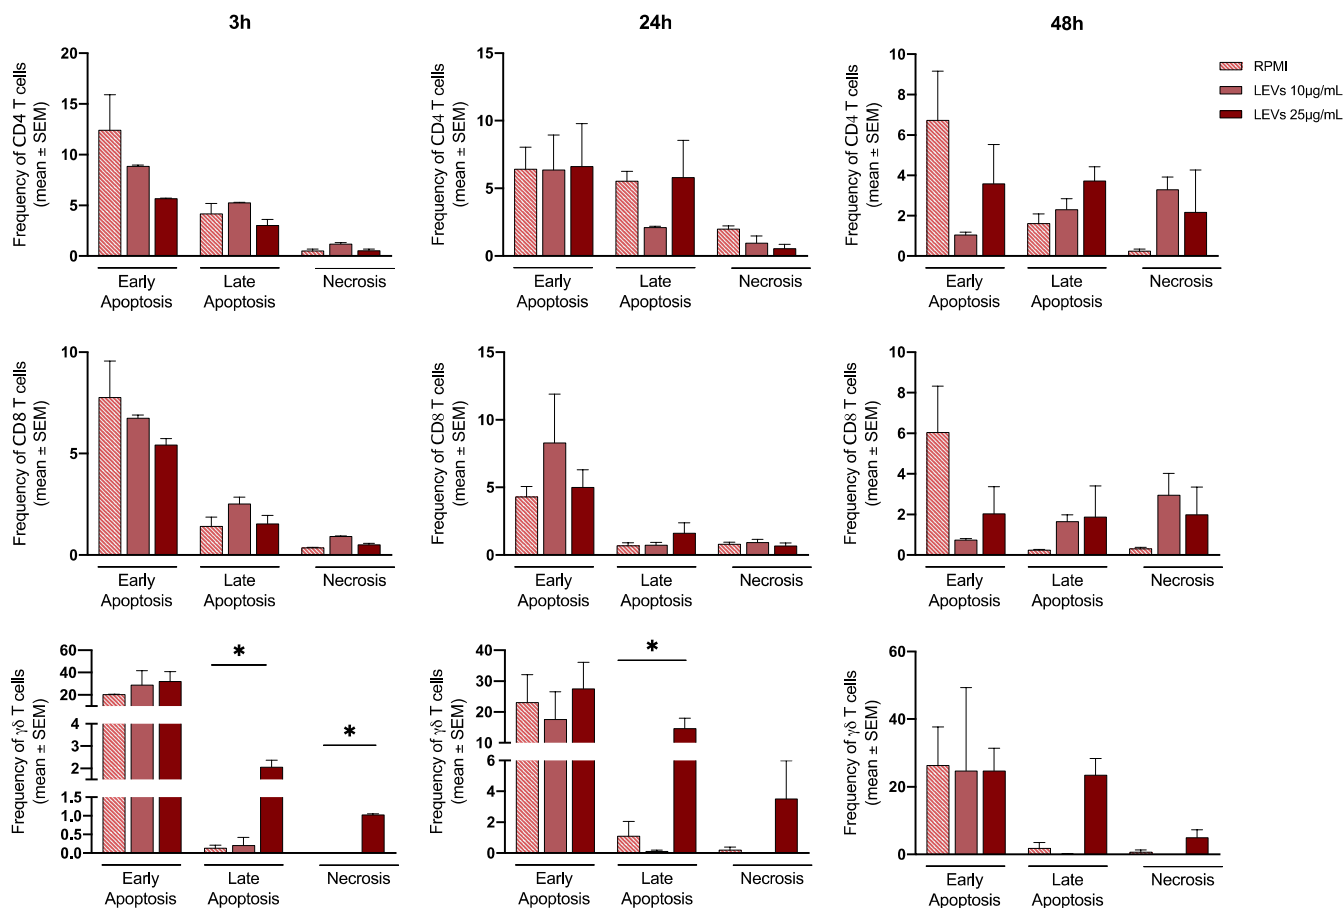 3h
24h
48h
RPMI
LEVs 10µg/mL
LEVs 25µg/mL
Frequency of CD4 T cells
(mean ± SEM)
20
15
10
5
0
Early
Apoptosis
Late
Apoptosis
Necrosis
Frequency of CD4 T cells
(mean ± SEM)
15
10
5
0
Early
Apoptosis
Late
Apoptosis
Necrosis
Frequency of CD4 T cells
(mean ± SEM)
10
8
6
4
2
0
Early
Apoptosis
Late
Apoptosis
Necrosis
Frequency of CD8 T cells
(mean ± SEM)
10
5
0
Early
Apoptosis
Late
Apoptosis
Necrosis
Frequency of CD8 T cells
(mean ± SEM)
15
10
5
0
Early
Apoptosis
Late
Apoptosis
Necrosis
Frequency of CD8 T cells
(mean ± SEM)
10
8
6
4
2
0
Early
Apoptosis
Late
Apoptosis
Necrosis
Frequency of γδ T cells
(mean ± SEM)
60
40
20
4
3
2
1.5
1.0
0.5
0.0
*
*
Early
Apoptosis
Late
Apoptosis
Necrosis
Frequency of γδ T cells
(mean ± SEM)
40
30
20
10
6
4
2
0
*
Early
Apoptosis
Late
Apoptosis
Necrosis
Frequency of γδ T cells
(mean ± SEM)
60
40
20
0
Early
Apoptosis
Late
Apoptosis
Necrosis